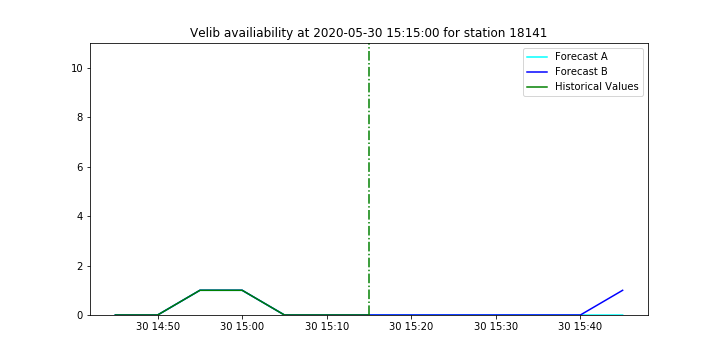 Velib availiability at 2020-05-30 15:15:00 for station 18141
Forecast A
Forecast B
Historical Values
10
8
6
4
2
0
30 14:50 30 15:00 30 15:10 30 15:20 30 15:30 30 15:40